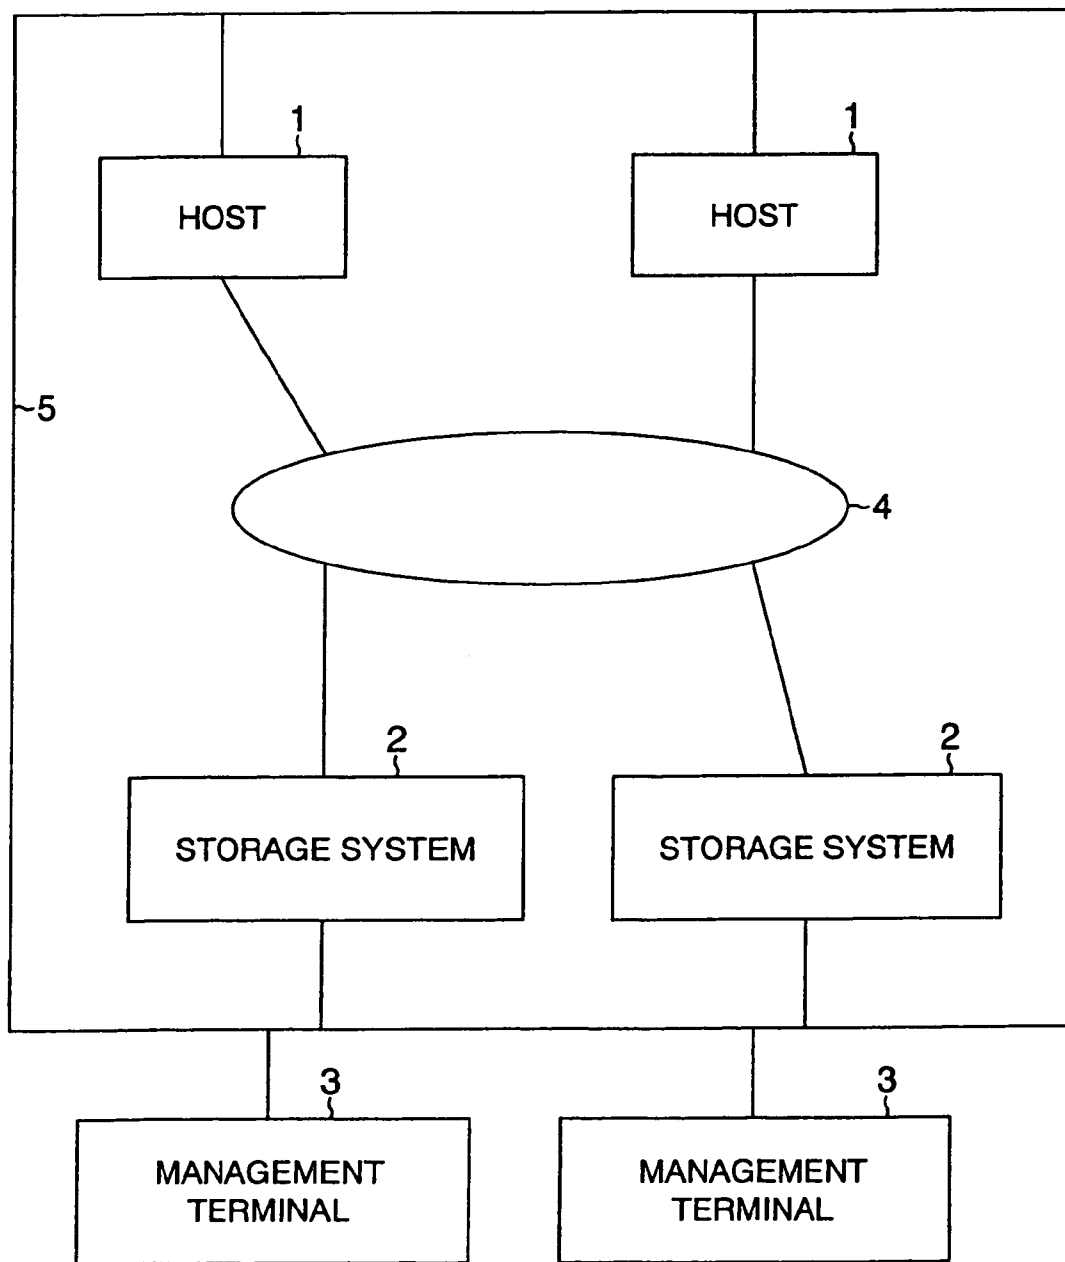 1
1
HOST
HOST
5
4
2
2
STORAGE SYSTEM
STORAGE SYSTEM
3
3
MANAGEMENT
TERMINAL
MANAGEMENT
TERMINAL